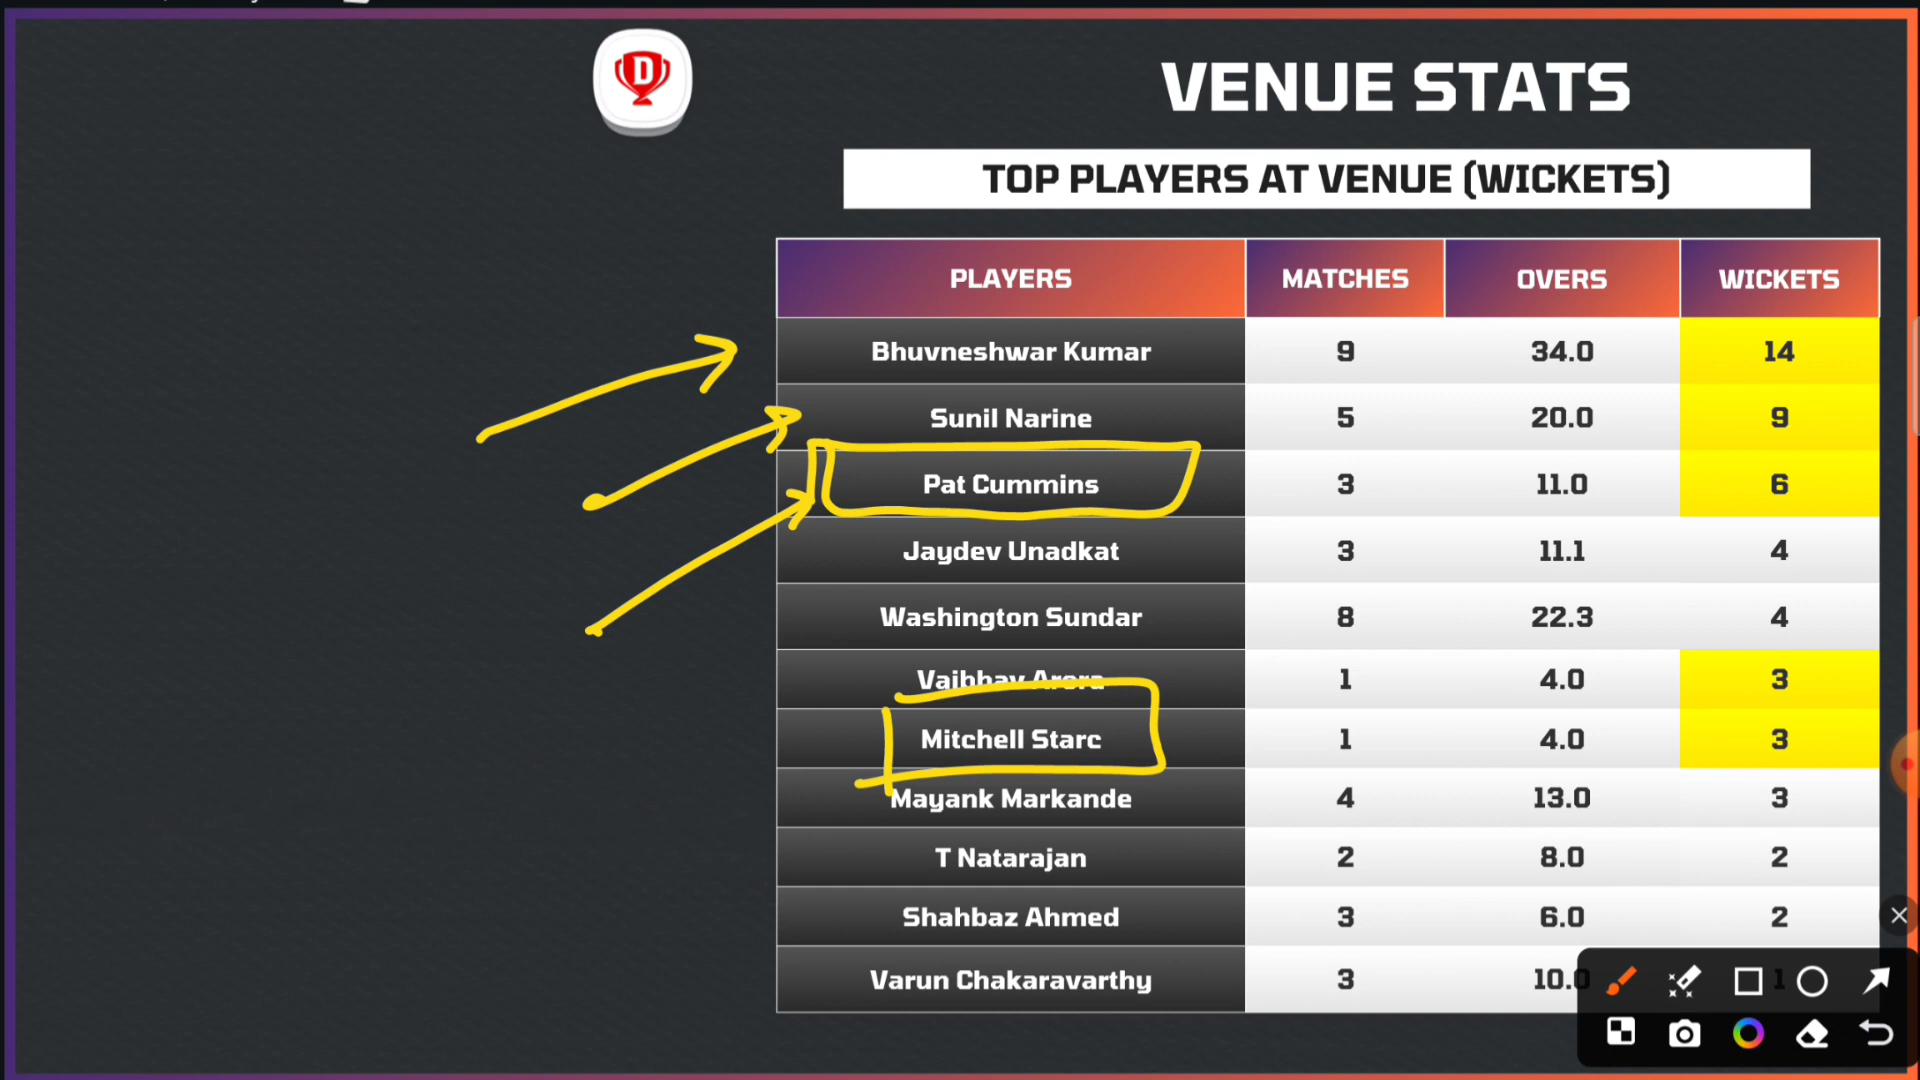 D
VENUE STATS
TOP PLAYERS AT VENUE (WICKETS)
PLAYERS MATCHES OVERS WICKETS
Bhuvneshwar Kumar 9 34.0 14
Sunil Narine 5 20.0 9
Pat Cummins 3 11.0 6
Jaydev Unadkat 3 11.1 4
Washington Sundar 8 22.3 4
Vaibhav Arora 1 4.0 3
Mitchell Starc 1 4.0 3
Mayank Markande 4 13.0 3
T Natarajan 2 8.0 2
Shahbaz Ahmed 3 6.0 2
Varun Chakaravarthy 3 10.0 1